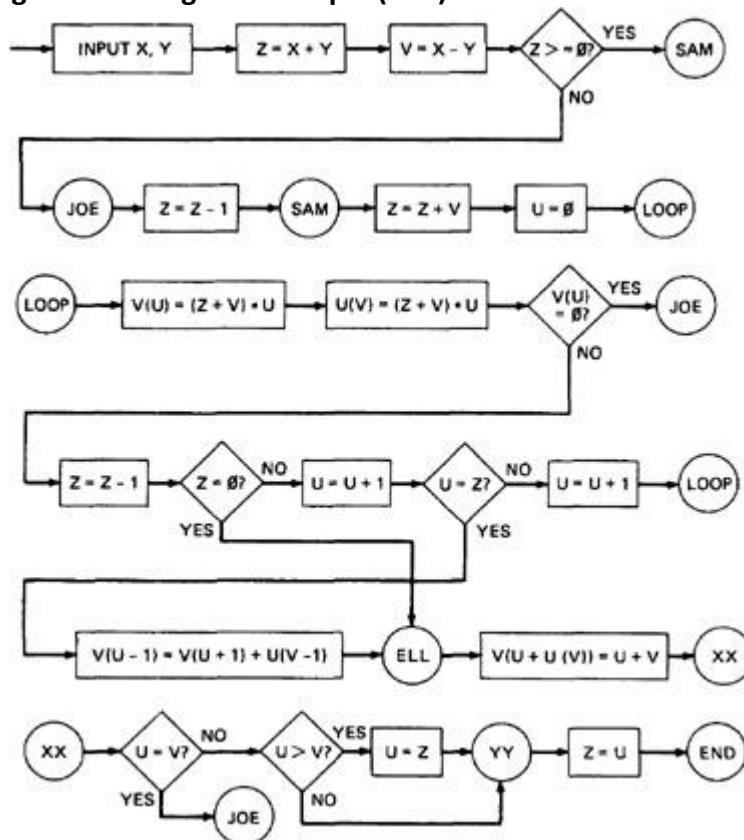 INPUT X, Y
Z = X + Y
V = X - Y
Z > = Ø?
YES
SAM
NO
JOE
Z = Z - 1
SAM
Z = Z + V
U = Ø
LOOP
LOOP
V(U) = (Z + V) * U
U(V) = (Z + V) * U
V(U)
= Ø?
YES
JOE
NO
Z = Z - 1
Z = Ø?
NO
U = U + 1
U = Z?
NO
U = U + 1
LOOP
YES
YES
V(U - 1) = V(U + 1) + U(V - 1)
ELL
V(U + U (V)) = U + V
XX
XX
U = V?
NO
U > V?
YES
U = Z
YY
Z = U
END
YES
JOE
NO